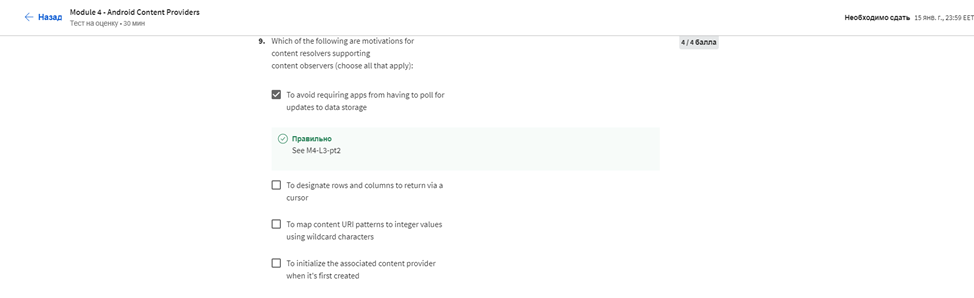 Назад
Module 4 - Android Content Providers
Тест на оценку • 30 мин
Необходимо сдать 15 янв. г., 23:59 EET
9. Which of the following are motivations for
content resolvers supporting
content observers (choose all that apply):
4 / 4 балла
To avoid requiring apps from having to poll for
updates to data storage
Правильно
See M4-L3-pt2
To designate rows and columns to return via a
cursor
To map content URI patterns to integer values
using wildcard characters
To initialize the associated content provider
when it's first created